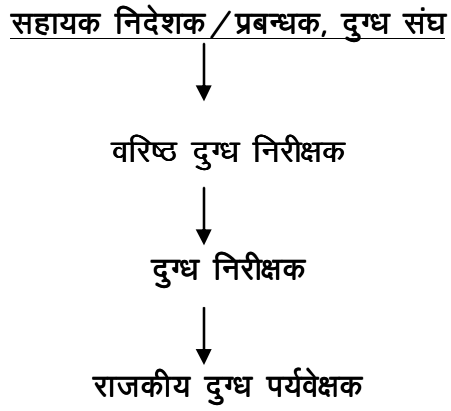 सहायक निदेशक/प्रबन्धक, दुग्ध संघ
वरिष्ठ दुग्ध निरीक्षक
दुग्ध निरीक्षक
राजकीय दुग्ध पर्यवेक्षक